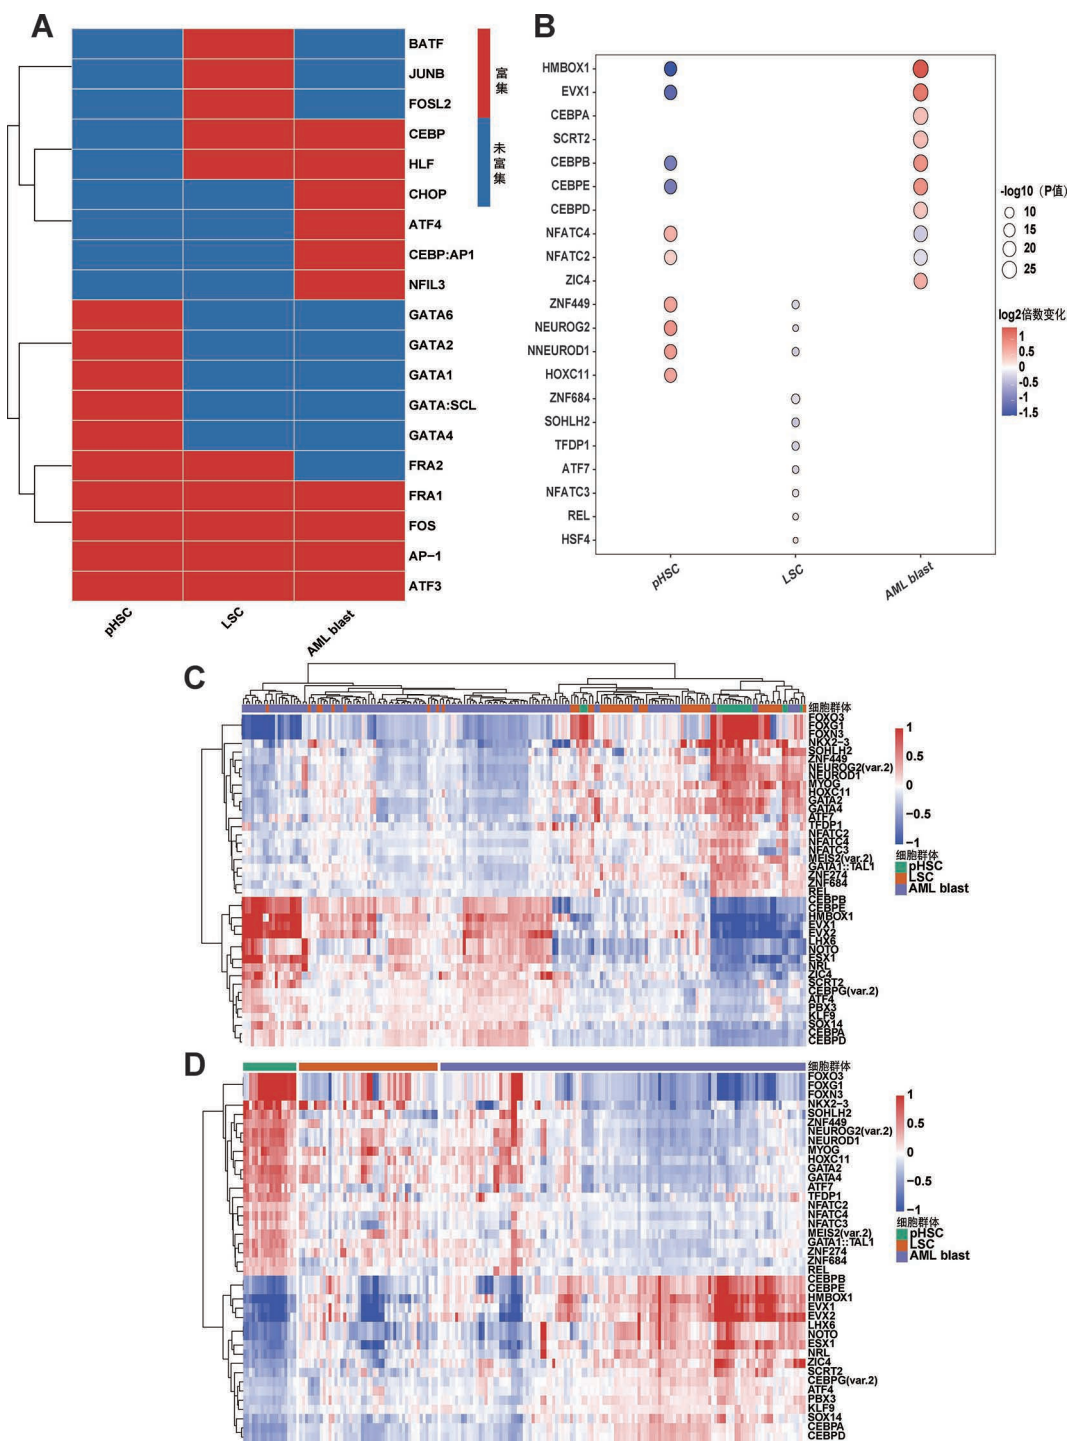 A
BATF
JUNB
FOSL2
CEBP
HLF
CHOP
ATF4
CEBP:AP1
NFIL3
GATA6
GATA2
GATA1
GATA:SCL
GATA4
FRA2
FRA1
FOS
AP−1
ATF3
富集
未富集
pHSC
LSC
AML blast
B
HMBOX1
EVX1
CEBPA
SCRT2
CEBPB
CEBPE
CEBPD
NFATC4
NFATC2
ZIC4
ZNF449
NEUROG2
NNEUROD1
HOXC11
ZNF684
SOHLH2
TFDP1
ATF7
NFATC3
REL
HSF4
pHSC
LSC
AML blast
-log10（P值）
10
15
20
25
log2倍数变化
1
0.5
0
-0.5
-1
-1.5
C
细胞群体
FOXO3
FOXG1
FOXN3
NKX2−3
SOHLH2
ZNF449
NEUROG2(var.2)
NEUROD1
MYOG
HOXC11
GATA2
GATA4
ATF7
TFDP1
NFATC2
NFATC4
NFATC3
MEIS2(var.2)
GATA1::TAL1
ZNF274
ZNF684
REL
CEBPB
CEBPE
HMBOX1
EVX1
EVX2
LHX6
NOTO
ESX1
NRL
ZIC4
SCRT2
CEBPG(var.2)
ATF4
PBX3
KLF9
SOX14
CEBPA
CEBPD
1
0.5
0
−0.5
−1
细胞群体
pHSC
LSC
AML blast
D
细胞群体
FOXO3
FOXG1
FOXN3
NKX2−3
SOHLH2
ZNF449
NEUROG2(var.2)
NEUROD1
MYOG
HOXC11
GATA2
GATA4
ATF7
TFDP1
NFATC2
NFATC4
NFATC3
MEIS2(var.2)
GATA1::TAL1
ZNF274
ZNF684
REL
CEBPB
CEBPE
HMBOX1
EVX1
EVX2
LHX6
NOTO
ESX1
NRL
ZIC4
SCRT2
CEBPG(var.2)
ATF4
PBX3
KLF9
SOX14
CEBPA
CEBPD
1
0.5
0
−0.5
−1
细胞群体
pHSC
LSC
AML blast